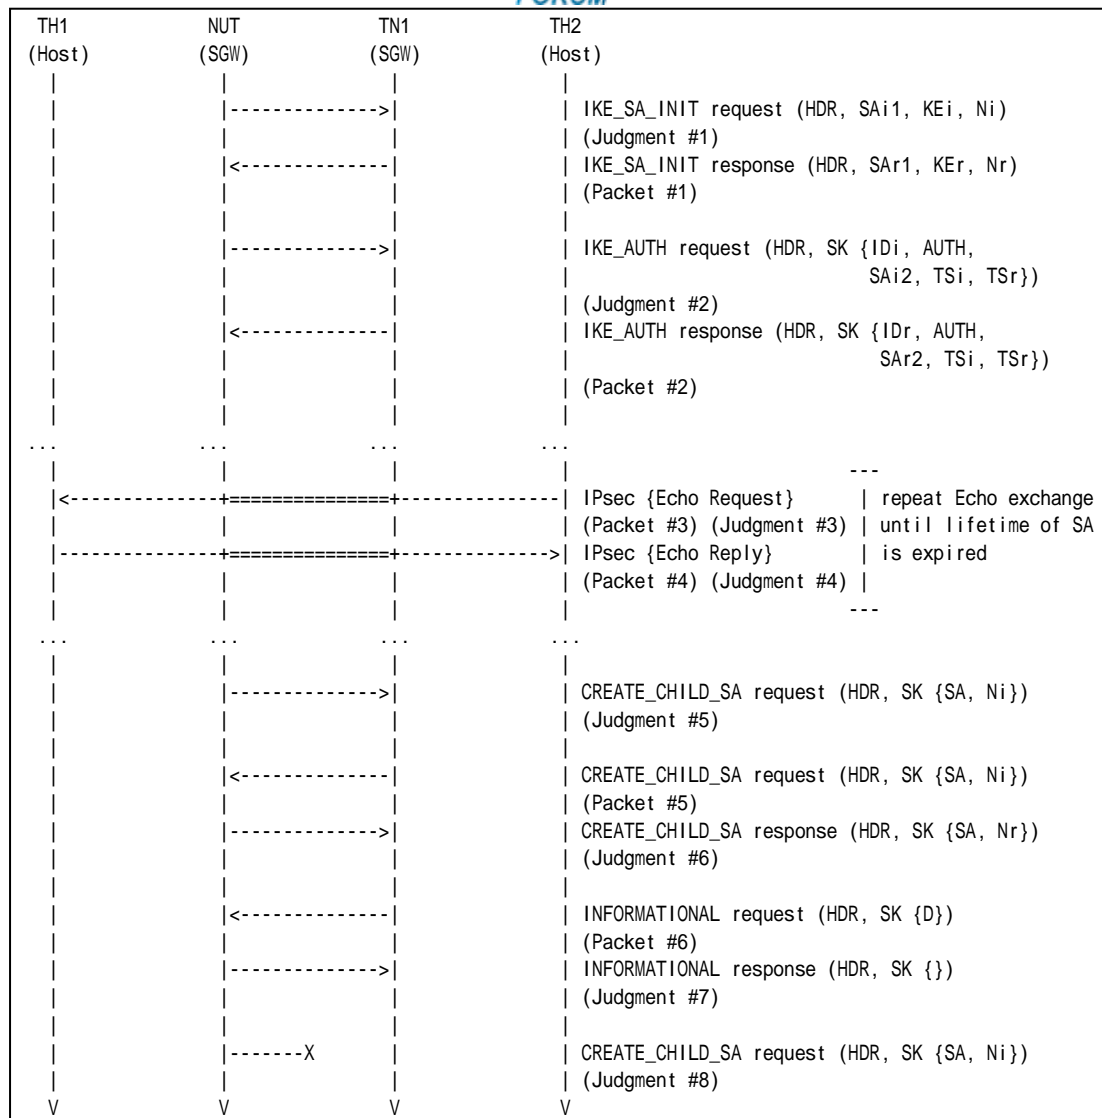 FORUM
TH1 NUT TN1 TH2
(Host) (SGW) (SGW) (Host)
| | | |
| |-------------->| | IKE_SA_INIT request (HDR, SAi1, KEi, Ni)
| | | | (Judgment #1)
| |<--------------| | IKE_SA_INIT response (HDR, SAr1, KEr, Nr)
| | | | (Packet #1)
| | | |
| |-------------->| | IKE_AUTH request (HDR, SK {IDi, AUTH,
| | | | SAi2, TSi, TSr})
| | | | (Judgment #2)
| |<--------------| | IKE_AUTH response (HDR, SK {IDr, AUTH,
| | | | SAr2, TSi, TSr})
| | | | (Packet #2)
| | | |
... ... ... ...
| | | | ---
|<--------------+===============+---------------| IPsec {Echo Request} | repeat Echo exchange
| | | | (Packet #3) (Judgment #3) | until lifetime of SA
|---------------+===============+-------------->| IPsec {Echo Reply} | is expired
| | | | (Packet #4) (Judgment #4) |
| | | | ---
... ... ... ...
| | | |
| |-------------->| | CREATE_CHILD_SA request (HDR, SK {SA, Ni})
| | | | (Judgment #5)
| | | |
| |<--------------| | CREATE_CHILD_SA request (HDR, SK {SA, Ni})
| | | | (Packet #5)
| |-------------->| | CREATE_CHILD_SA response (HDR, SK {SA, Nr})
| | | | (Judgment #6)
| | | |
| |<--------------| | INFORMATIONAL request (HDR, SK {D})
| | | | (Packet #6)
| |-------------->| | INFORMATIONAL response (HDR, SK {})
| | | | (Judgment #7)
| | | |
| |-------X | | CREATE_CHILD_SA request (HDR, SK {SA, Ni})
| | | | (Judgment #8)
V V V V